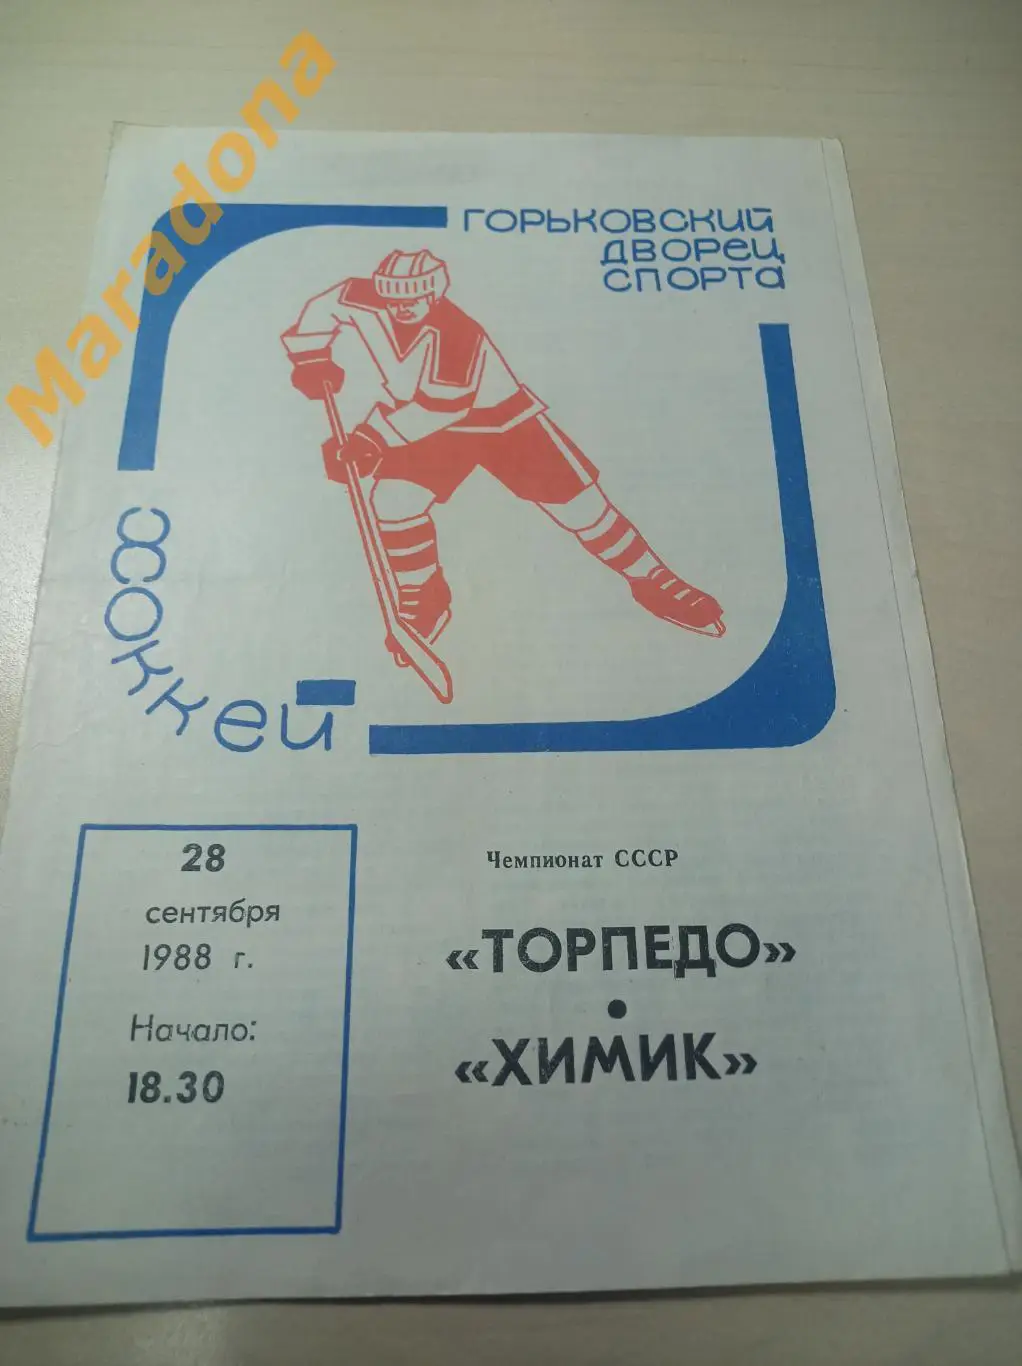 Maradona
ГОРЬКОВСКИЙ
ДВОРЕЦ
СПОРТА
ХОККЕЙ
28
сентября
1988 г.
Начало:
18.30
Чемпионат СССР
«ТОРПЕДО»
•
«ХИМИК»